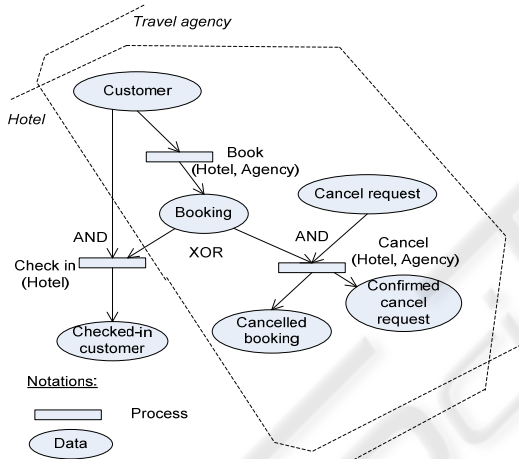 Travel agency
Hotel
Customer
Book
(Hotel, Agency)
Cancel request
Booking
AND
XOR
AND
Cancel
(Hotel, Agency)
Check in
(Hotel)
Confirmed
cancel
request
Checked-in
customer
Cancelled
booking
Notations:
Process
Data